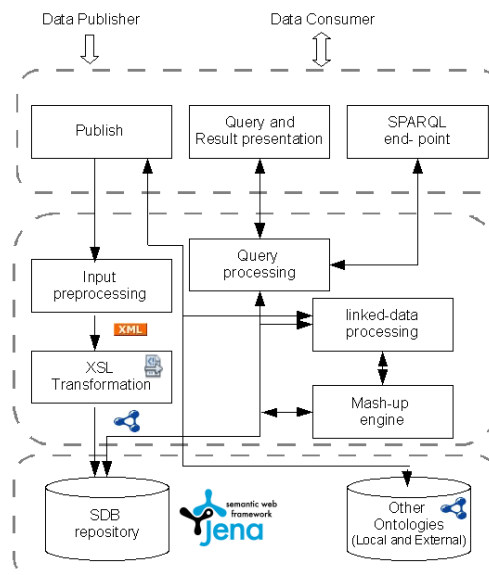 Data Publisher
Data Consumer
Publish
Query and
Result presentation
SPARQL
end- point
Query
processing
Input
preprocessing
XML
linked-data
processing
XSL
Transformation
Mash-up
engine
SDB
repository
semantic web
framework
jena
Other
Ontologies
(Local and External)